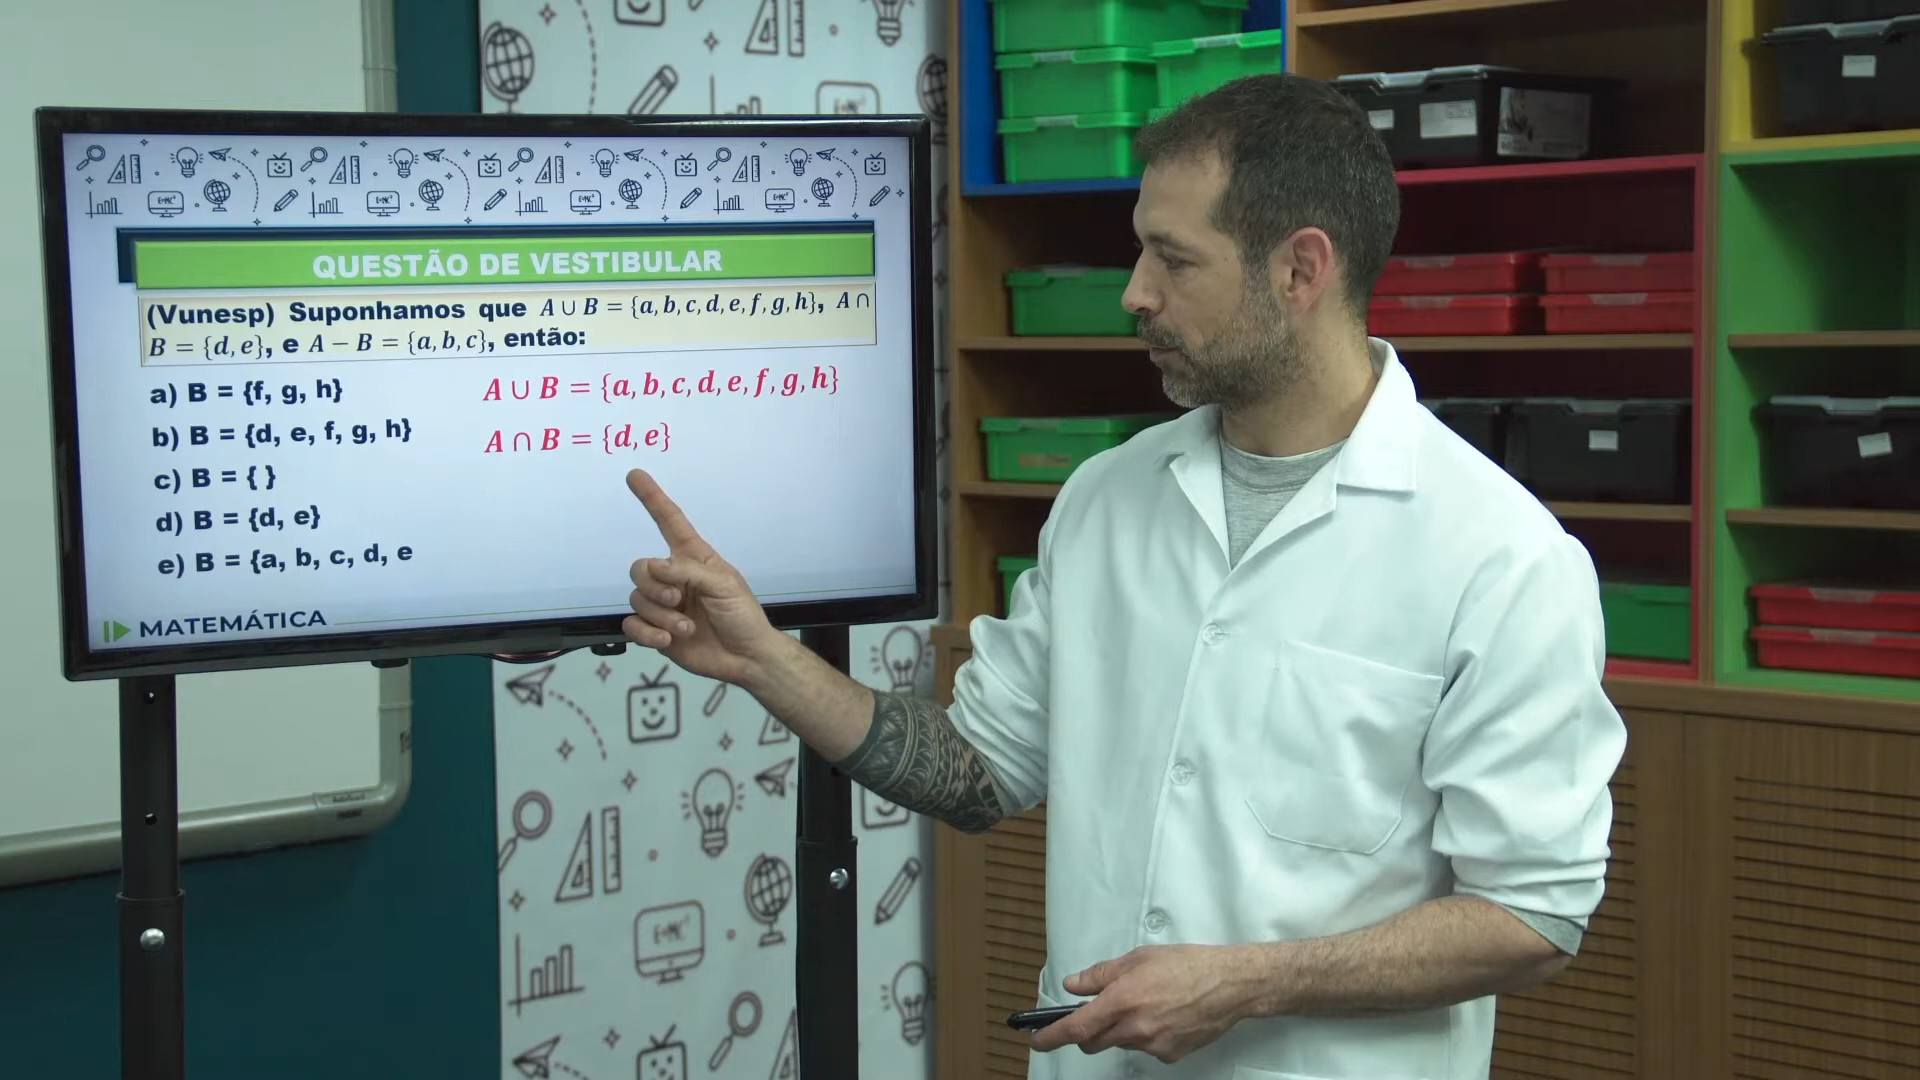 QUESTÃO DE VESTIBULAR
(Vunesp) Suponhamos que A ∪ B = {a, b, c, d, e, f, g, h}, A ∩
B = {d, e}, e A − B = {a, b, c}, então:
a) B = {f, g, h}
b) B = {d, e, f, g, h}
c) B = { }
d) B = {d, e}
e) B = {a, b, c, d, e
A ∪ B = {a, b, c, d, e, f, g, h}
A ∩ B = {d, e}
MATEMÁTICA